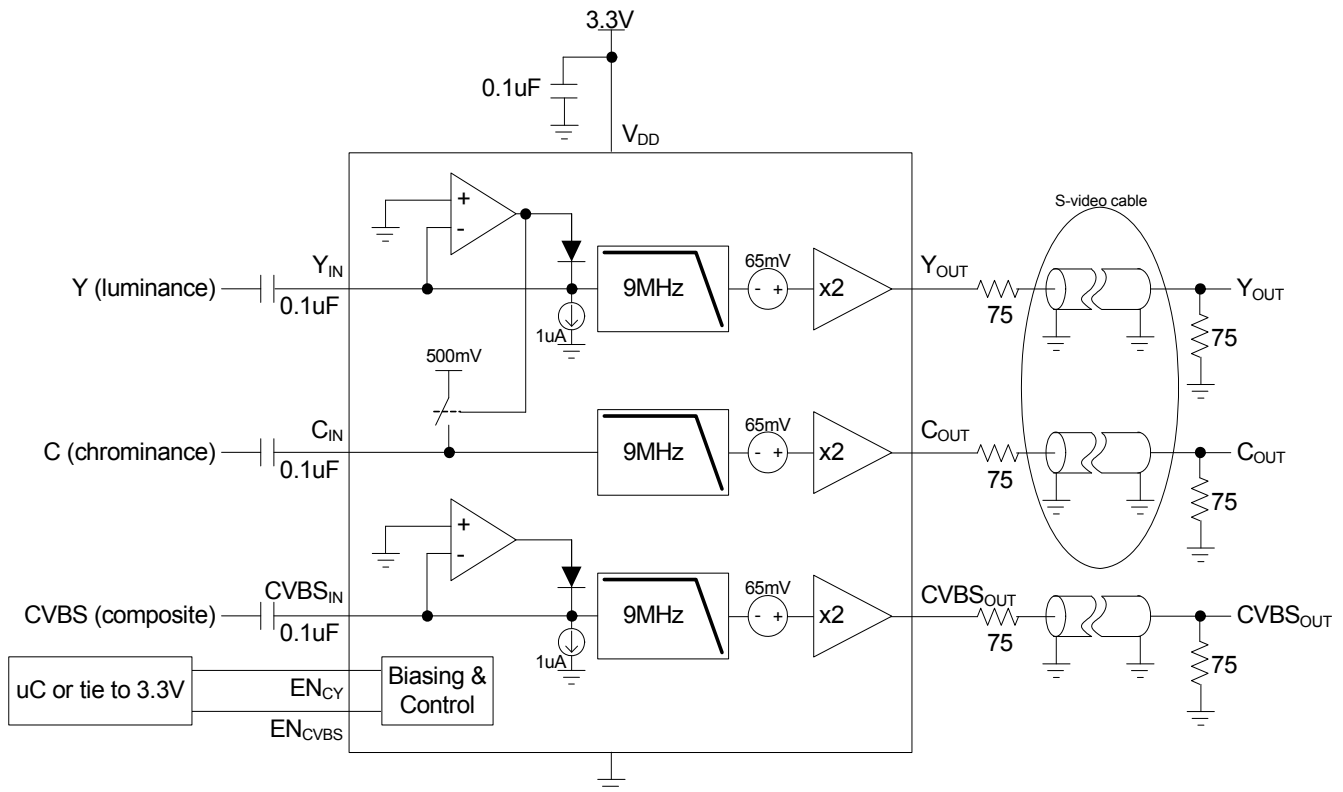 3.3V
0.1uF
VDD
S-video cable
Y (luminance)
0.1uF
YIN
+
-
1uA
9MHz
65mV
- +
x2
YOUT
75
YOUT
75
500mV
C (chrominance)
0.1uF
CIN
9MHz
65mV
- +
x2
COUT
75
COUT
75
CVBS (composite)
0.1uF
CVBSIN
+
-
1uA
9MHz
65mV
- +
x2
CVBSOUT
75
CVBSOUT
75
uC or tie to 3.3V
ENCY
ENCVBS
Biasing &
Control